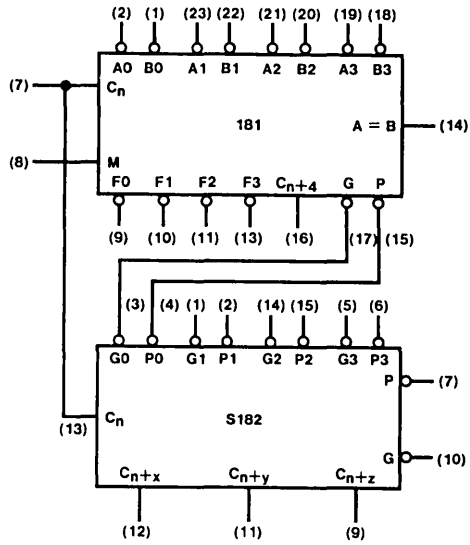 (2) (1) (23) (22) (21) (20) (19) (18)
A0 B0 A1 B1 A2 B2 A3 B3
(7) Cn
181 A = B (14)
(8) M
F0 F1 F2 F3 Cn+4 G P
(9) (10) (11) (13) (16) (17) (15)
(3) (4) (1) (2) (14) (15) (5) (6)
G0 P0 G1 P1 G2 P2 G3 P3
P (7)
(13) Cn S182
G (10)
Cn+x Cn+y Cn+z
(12) (11) (9)